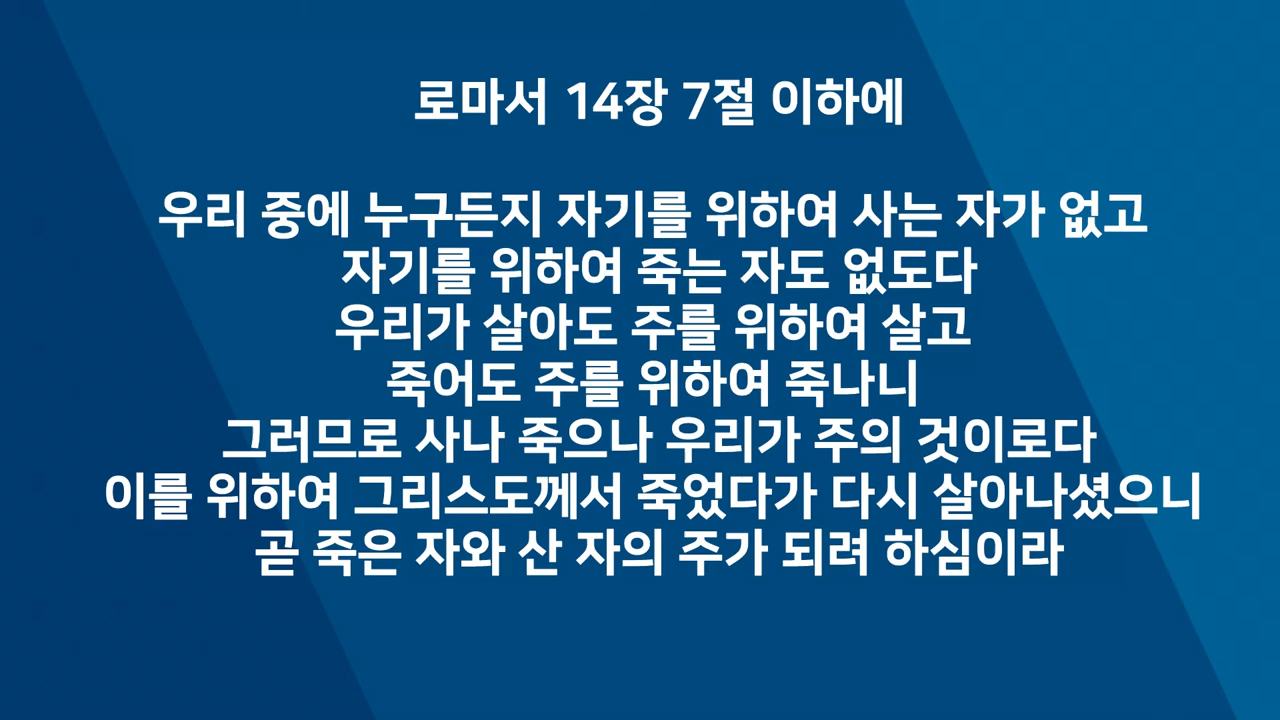 로마서 14장 7절 이하에
우리 중에 누구든지 자기를 위하여 사는 자가 없고
자기를 위하여 죽는 자도 없도다
우리가 살아도 주를 위하여 살고
죽어도 주를 위하여 죽나니
그러므로 사나 죽으나 우리가 주의 것이로다
이를 위하여 그리스도께서 죽었다가 다시 살아나셨으니
곧 죽은 자와 산 자의 주가 되려 하심이라